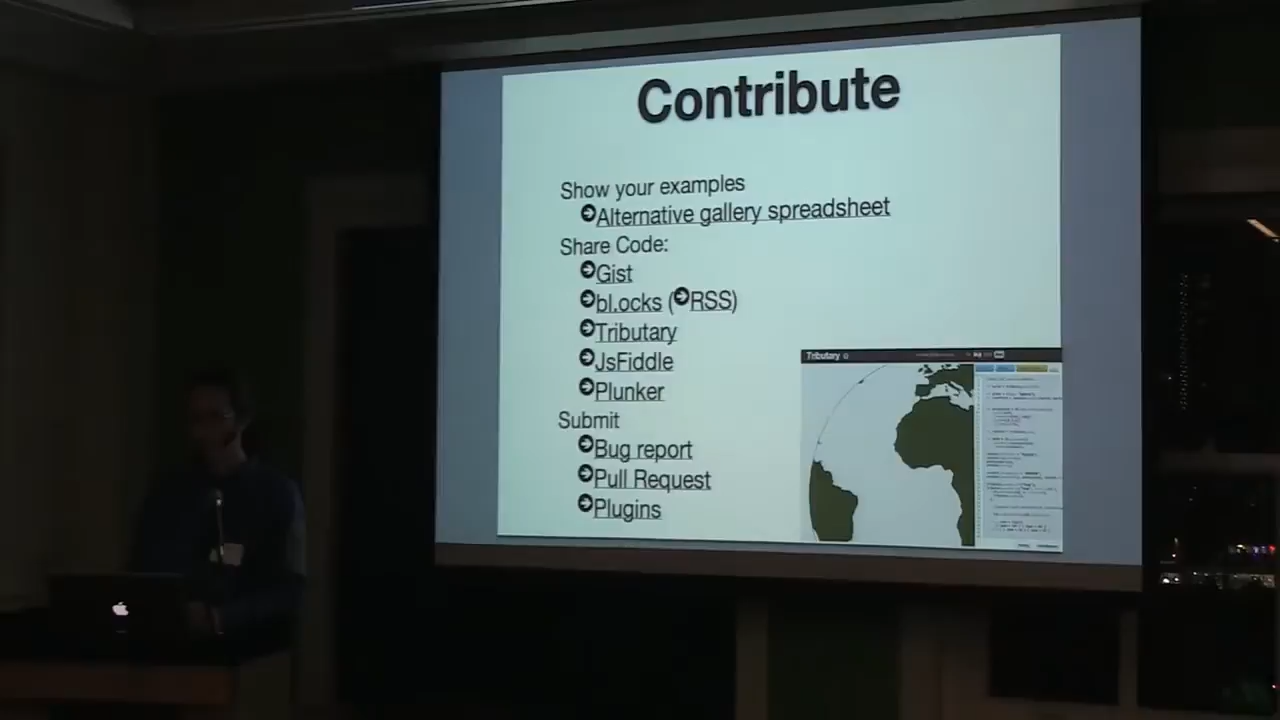 Contribute
Show your examples
Alternative gallery spreadsheet
Share Code:
Gist
bl.ocks (RSS)
Tributary
JsFiddle
Plunker
Submit
Bug report
Pull Request
Plugins
Tributary